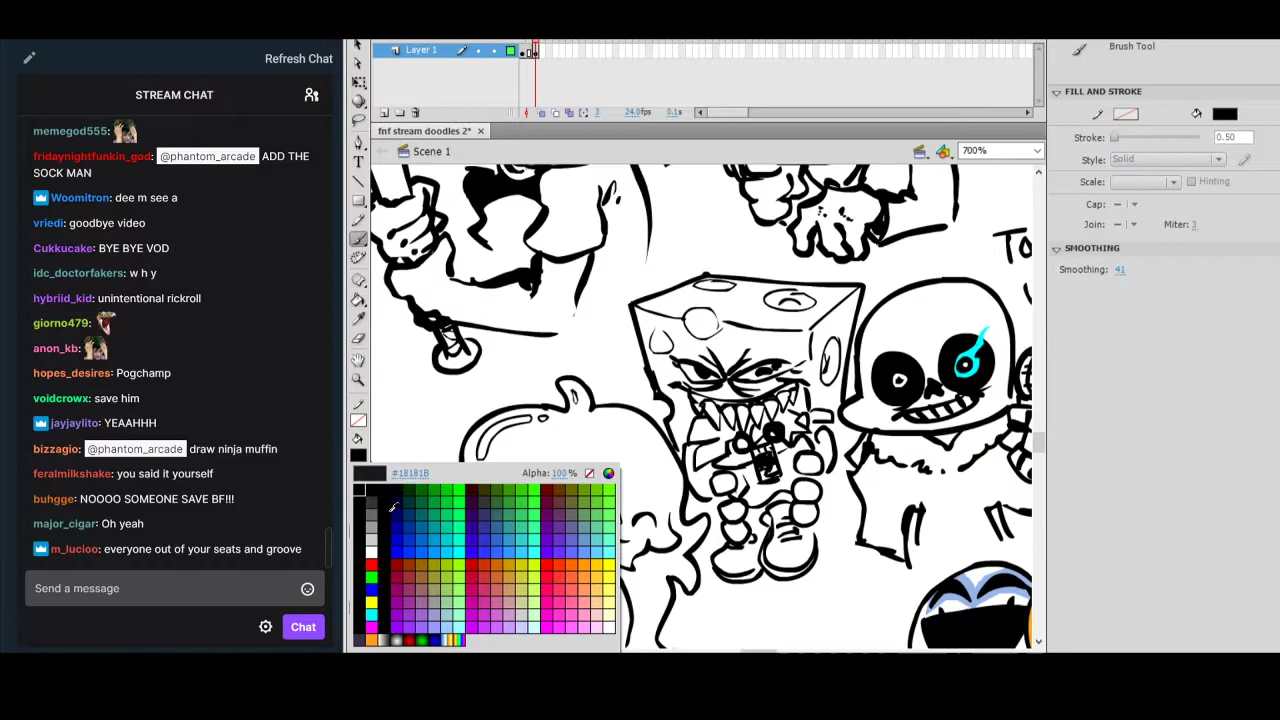 Refresh Chat
STREAM CHAT
memegod555:
fridaynightfunkin_god: @phantom_arcade ADD THE
SOCK MAN
Woomitron: dee m see a
vriedi: goodbye video
Cukkucake: BYE BYE VOD
idc_doctorfakers: w h y
hybriid_kid: unintentional rickroll
giorno479:
anon_kb:
hopes_desires: Pogchamp
voidcrowx: save him
jayjaylito: YEAAHHH
bizzagio: @phantom_arcade draw ninja muffin
feralmilkshake: you said it yourself
buhgge: NOOOO SOMEONE SAVE BF!!!
major_cigar: Oh yeah
m_lucioo: everyone out of your seats and groove
Send a message
Chat
Layer 1
3 24.0fps 0.1s
fnf stream doodles 2*
Scene 1
700%
To
#18181B
Alpha: 100 %
Brush Tool
FILL AND STROKE
Stroke: 0.50
Style: Solid
Scale: Hinting
Cap:
Join: Miter: 3
SMOOTHING
Smoothing: 41